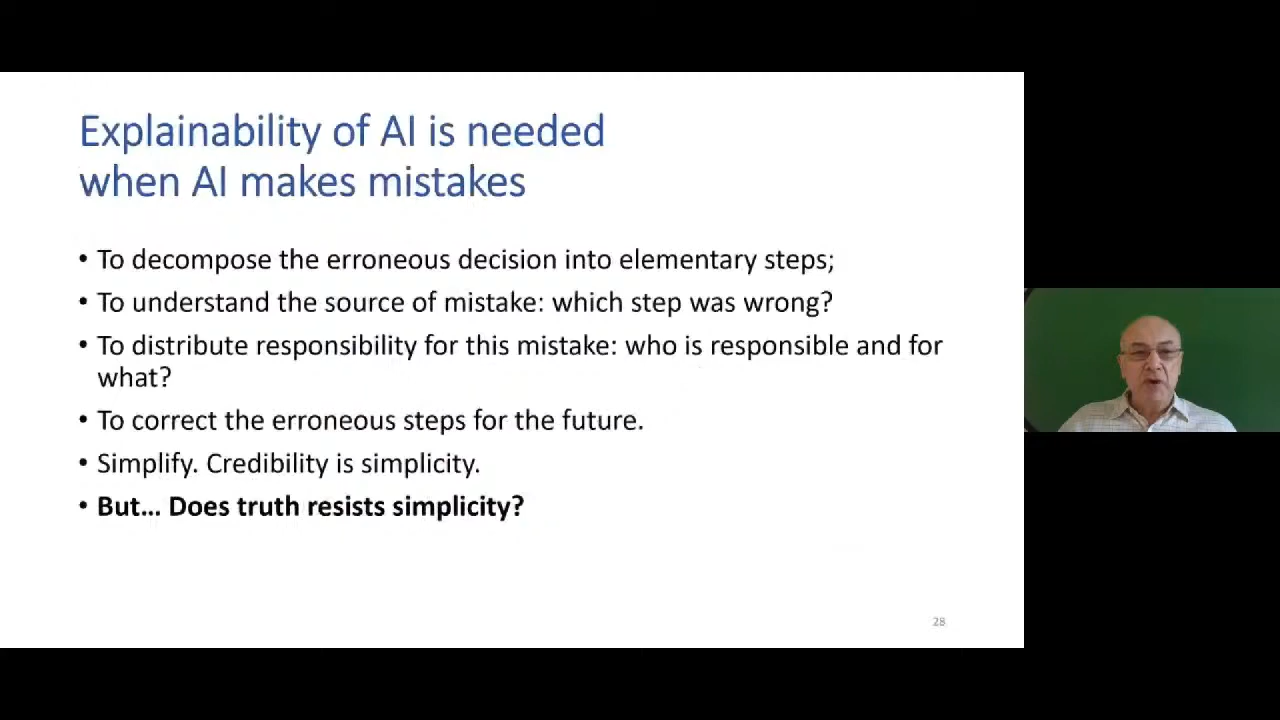 Explainability of AI is needed
when AI makes mistakes
• To decompose the erroneous decision into elementary steps;
• To understand the source of mistake: which step was wrong?
• To distribute responsibility for this mistake: who is responsible and for
what?
• To correct the erroneous steps for the future.
• Simplify. Credibility is simplicity.
• But... Does truth resists simplicity?
28